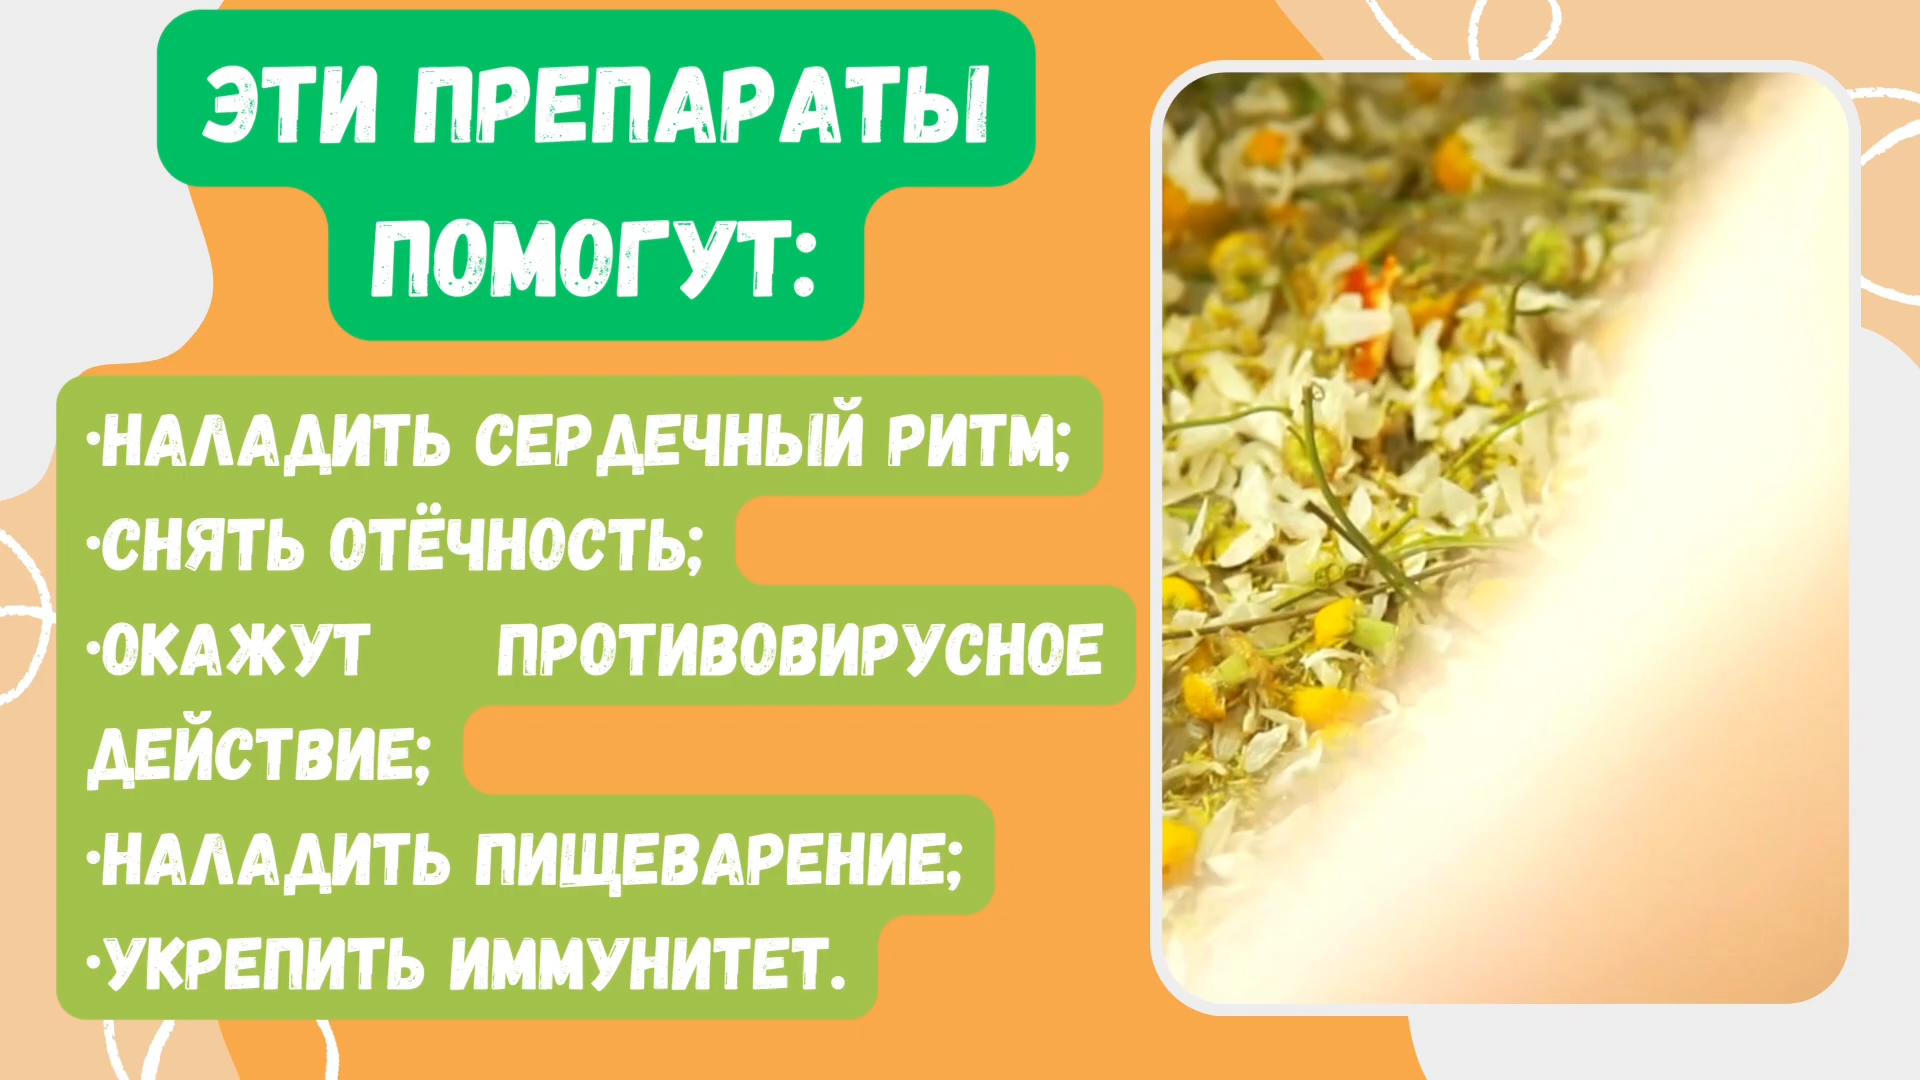 ЭТИ ПРЕПАРАТЫ
ПОМОГУТ:
·НАЛАДИТЬ СЕРДЕЧНЫЙ РИТМ;
·СНЯТЬ ОТЁЧНОСТЬ;
·ОКАЖУТ ПРОТИВОВИРУСНОЕ
ДЕЙСТВИЕ;
·НАЛАДИТЬ ПИЩЕВАРЕНИЕ;
·УКРЕПИТЬ ИММУНИТЕТ.